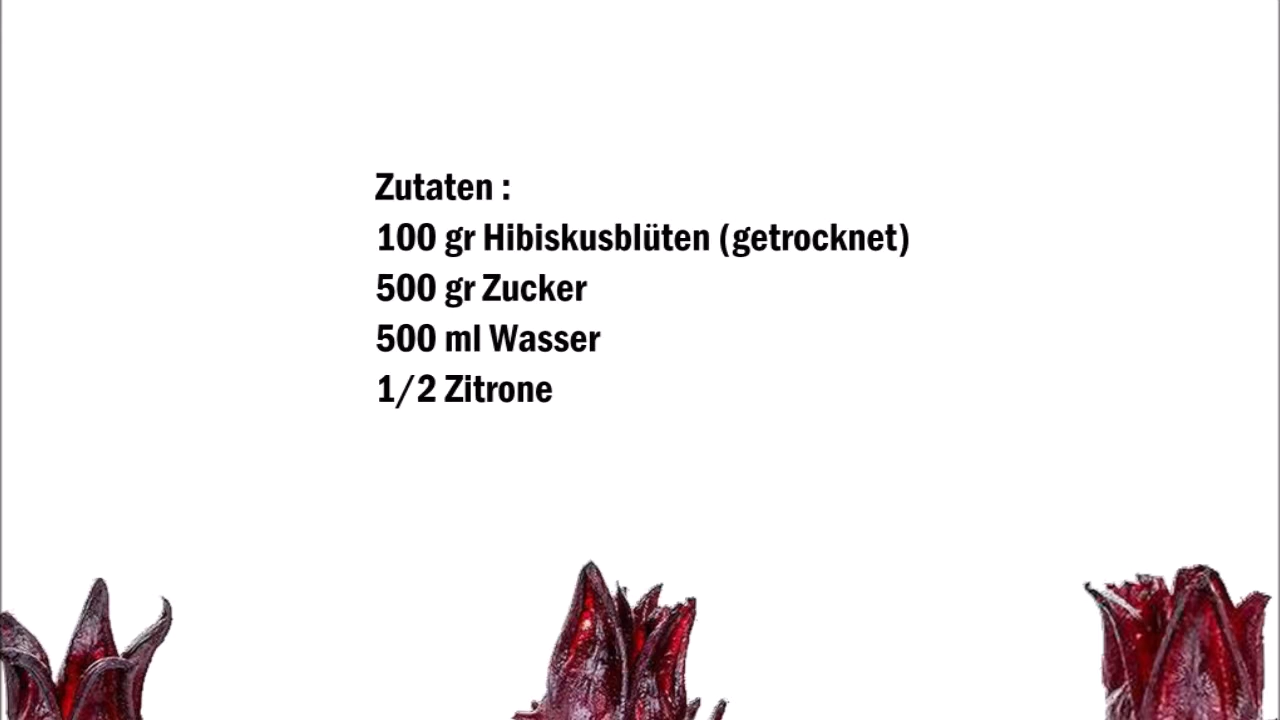 Zutaten :
100 gr Hibiskusblüten (getrocknet)
500 gr Zucker
500 ml Wasser
1/2 Zitrone